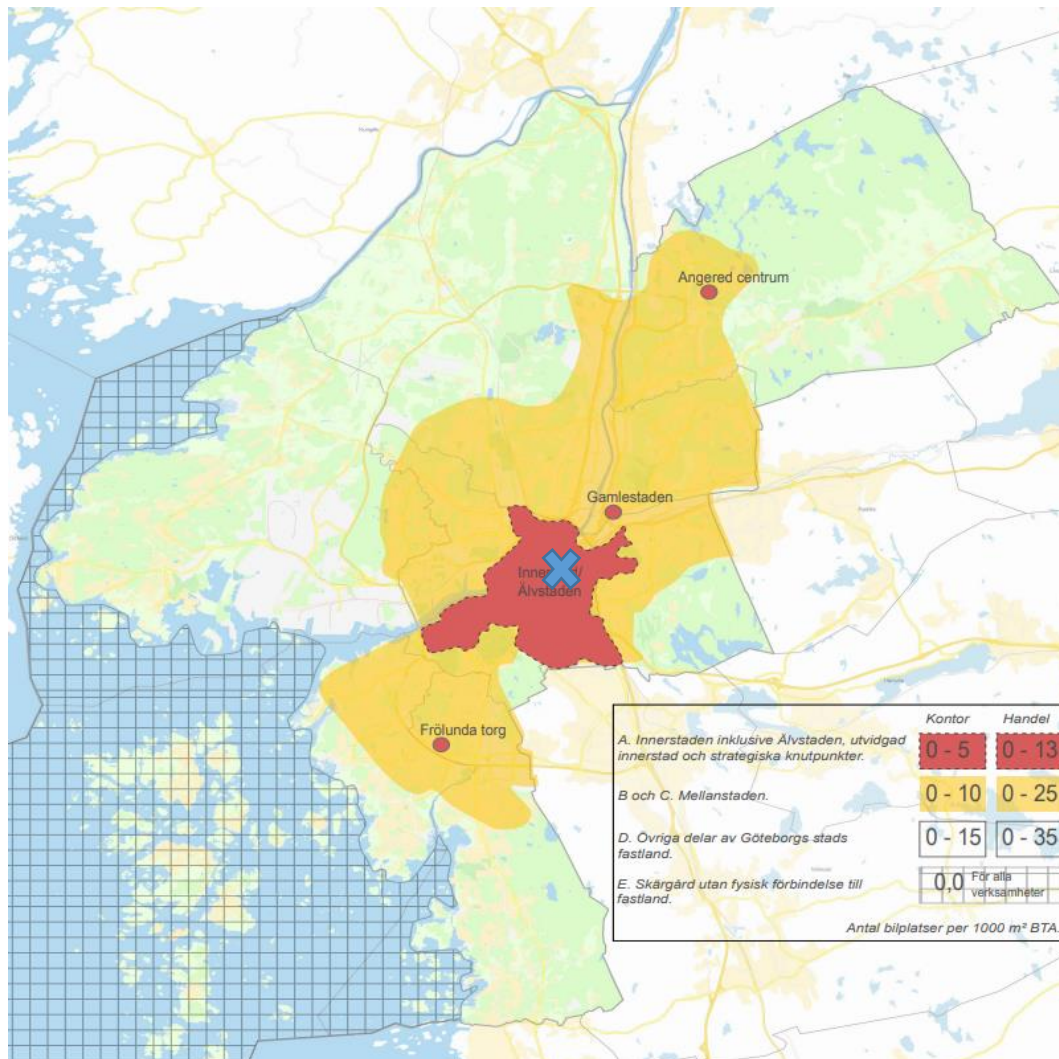 Angered centrum
Gamlestaden
Älvstaden
Frölunda torg
Kontor Handel
A. Innerstaden inklusive Älvstaden, utvidgad
innerstad och strategiska knutpunkter.
0 - 5 0 - 13
B och C. Mellanstaden.
0 - 10 0 - 25
D. Övriga delar av Göteborgs stads
fastland.
0 - 15 0 - 35
E. Skärgård utan fysisk förbindelse till
fastland.
0,0 För alla
verksamheter
Antal bilplatser per 1000 m² BTA.